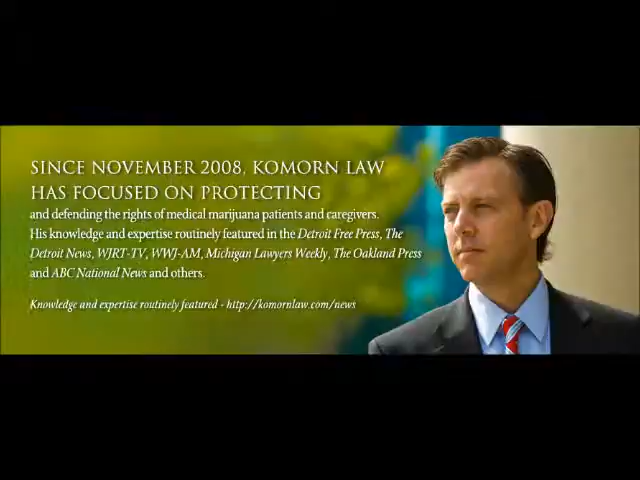 SINCE NOVEMBER 2008, KOMORN LAW
HAS FOCUSED ON PROTECTING
and defending the rights of medical marijuana patients and caregivers.
His knowledge and expertise routinely featured in the Detroit Free Press, The
Detroit News, WJRT-TV, WWJ-AM, Michigan Lawyers Weekly, The Oakland Press
and ABC National News and others.
Knowledge and expertise routinely featured - http://komornlaw.com/news